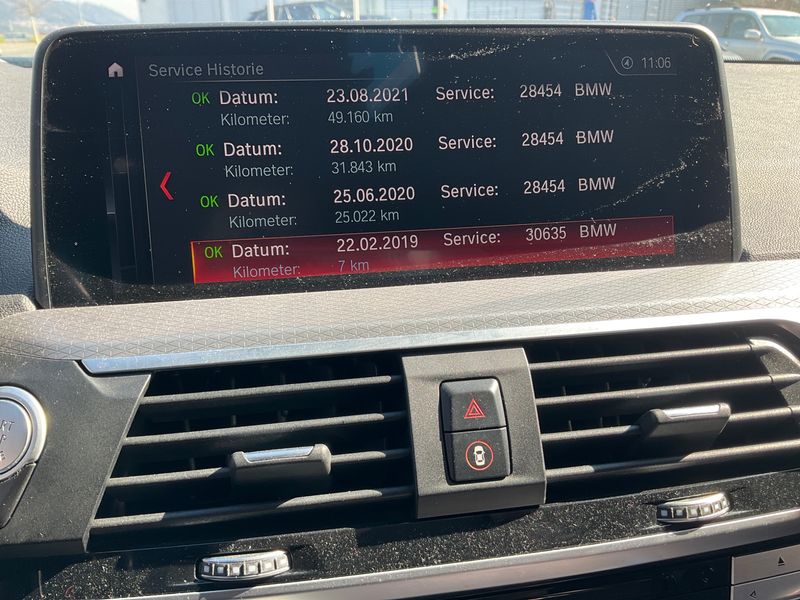 Service Historie 11:06
OK Datum: 23.08.2021 Service: 28454 BMW
Kilometer: 49.160 km
OK Datum: 28.10.2020 Service: 28454 BMW
Kilometer: 31.843 km
OK Datum: 25.06.2020 Service: 28454 BMW
Kilometer: 25.022 km
OK Datum: 22.02.2019 Service: 30635 BMW
Kilometer: 7 km